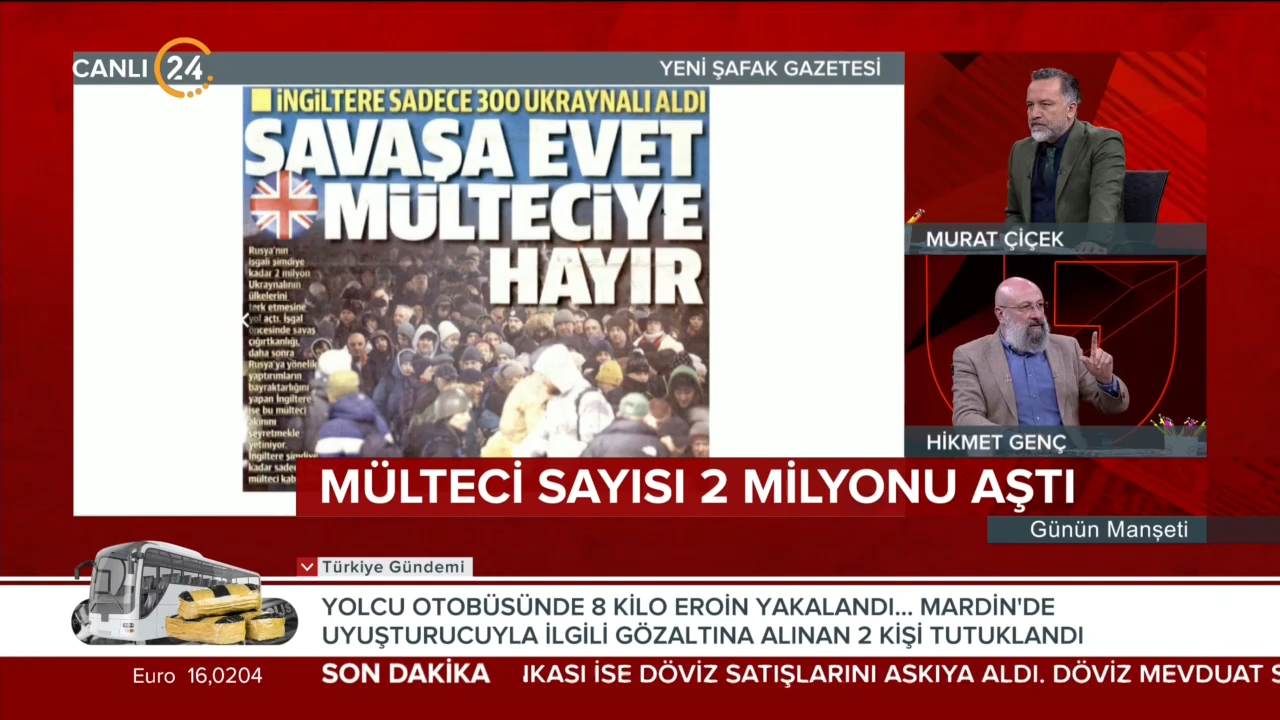 CANLI 24
YENİ ŞAFAK GAZETESİ
İNGİLTERE SADECE 300 UKRAYNALI ALDI
SAVAŞA EVET
MÜLTECİYE
HAYIR
Rusya'nın
işgali şimdiye
kadar 2 milyon
Ukraynalının
ülkelerini
terk etmesine
yol açtı. İşgal
öncesinde savaş
çığırtkanlığı,
daha sonra
Rusya'ya yönelik
yaptırımların
bayraktarlığını
yapan İngiltere
ise bu mülteci
akınını
seyretmekle
yetiniyor.
İngiltere şimdiye
kadar sadec
mülteci kab
MURAT ÇİÇEK
HİKMET GENÇ
MÜLTECİ SAYISI 2 MİLYONU AŞTI
Günün Manşeti
Türkiye Gündemi
YOLCU OTOBÜSÜNDE 8 KİLO EROİN YAKALANDI... MARDİN'DE
UYUŞTURUCUYLA İLGİLİ GÖZALTINA ALINAN 2 KİŞİ TUTUKLANDI
Euro 16,0204
SON DAKİKA
NKASI İSE DÖVİZ SATIŞLARINI ASKIYA ALDI. DÖVİZ MEVDUAT S